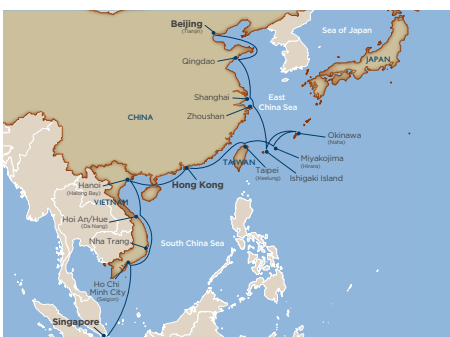 Beijing
(Tianjin)
Sea of Japan
Qingdao
JAPAN
Shanghai
East
China Sea
Zhoushan
CHINA
Okinawa
(Naha)
Miyakojima
(Hirara)
TAIWAN
Taipei
(Keelung)
Ishigaki Island
Hong Kong
Hanoi
(Halong Bay)
VIETNAM
Hoi An/Hue
(Da Nang)
Nha Trang
South China Sea
Ho Chi
Minh City
(Saigon)
Singapore